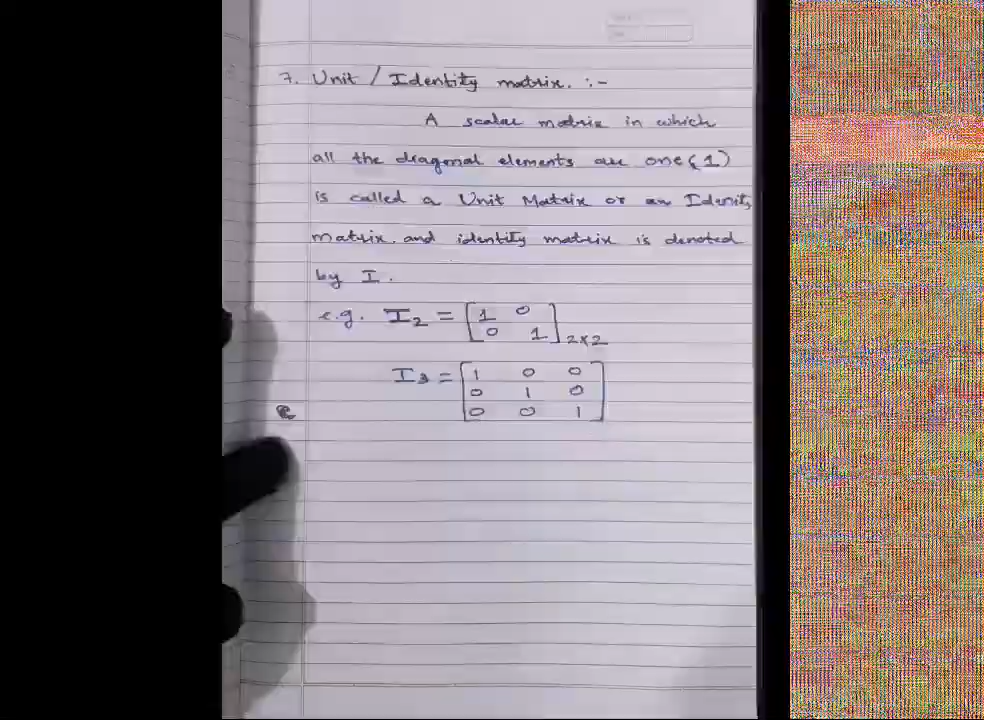 7. Unit / Identity matrix. :-
A scalar matrix in which
all the diagonal elements are one (1)
is called a Unit Matrix or an Idenity
matrix. and identity matrix is denoted
by I.
e.g. I₂ = [1 0
0 1]₂ₓ₂
I₃ = [1 0 0
0 1 0
0 0 1]